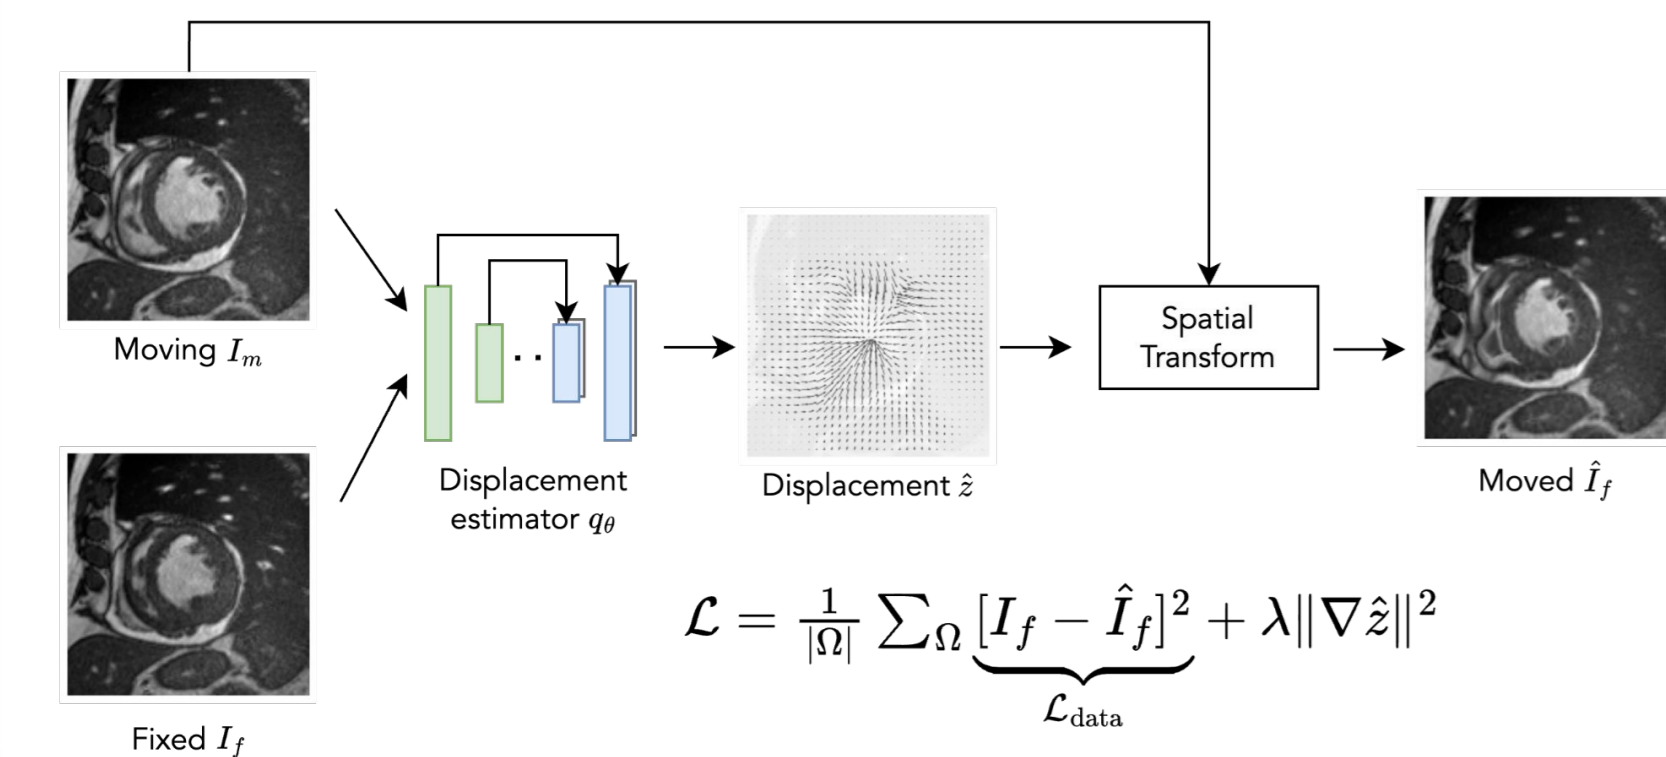 Moving $I_m$
Spatial
Transform
Displacement
estimator $q_\theta$
Displacement $\hat{z}$
Moved $\hat{I}_f$
$\mathcal{L} = \frac{1}{|\Omega|} \sum_\Omega \underbrace{[I_f - \hat{I}_f]^2}_{\mathcal{L}_{\text{data}}} + \lambda \|\nabla \hat{z}\|^2$
Fixed $I_f$